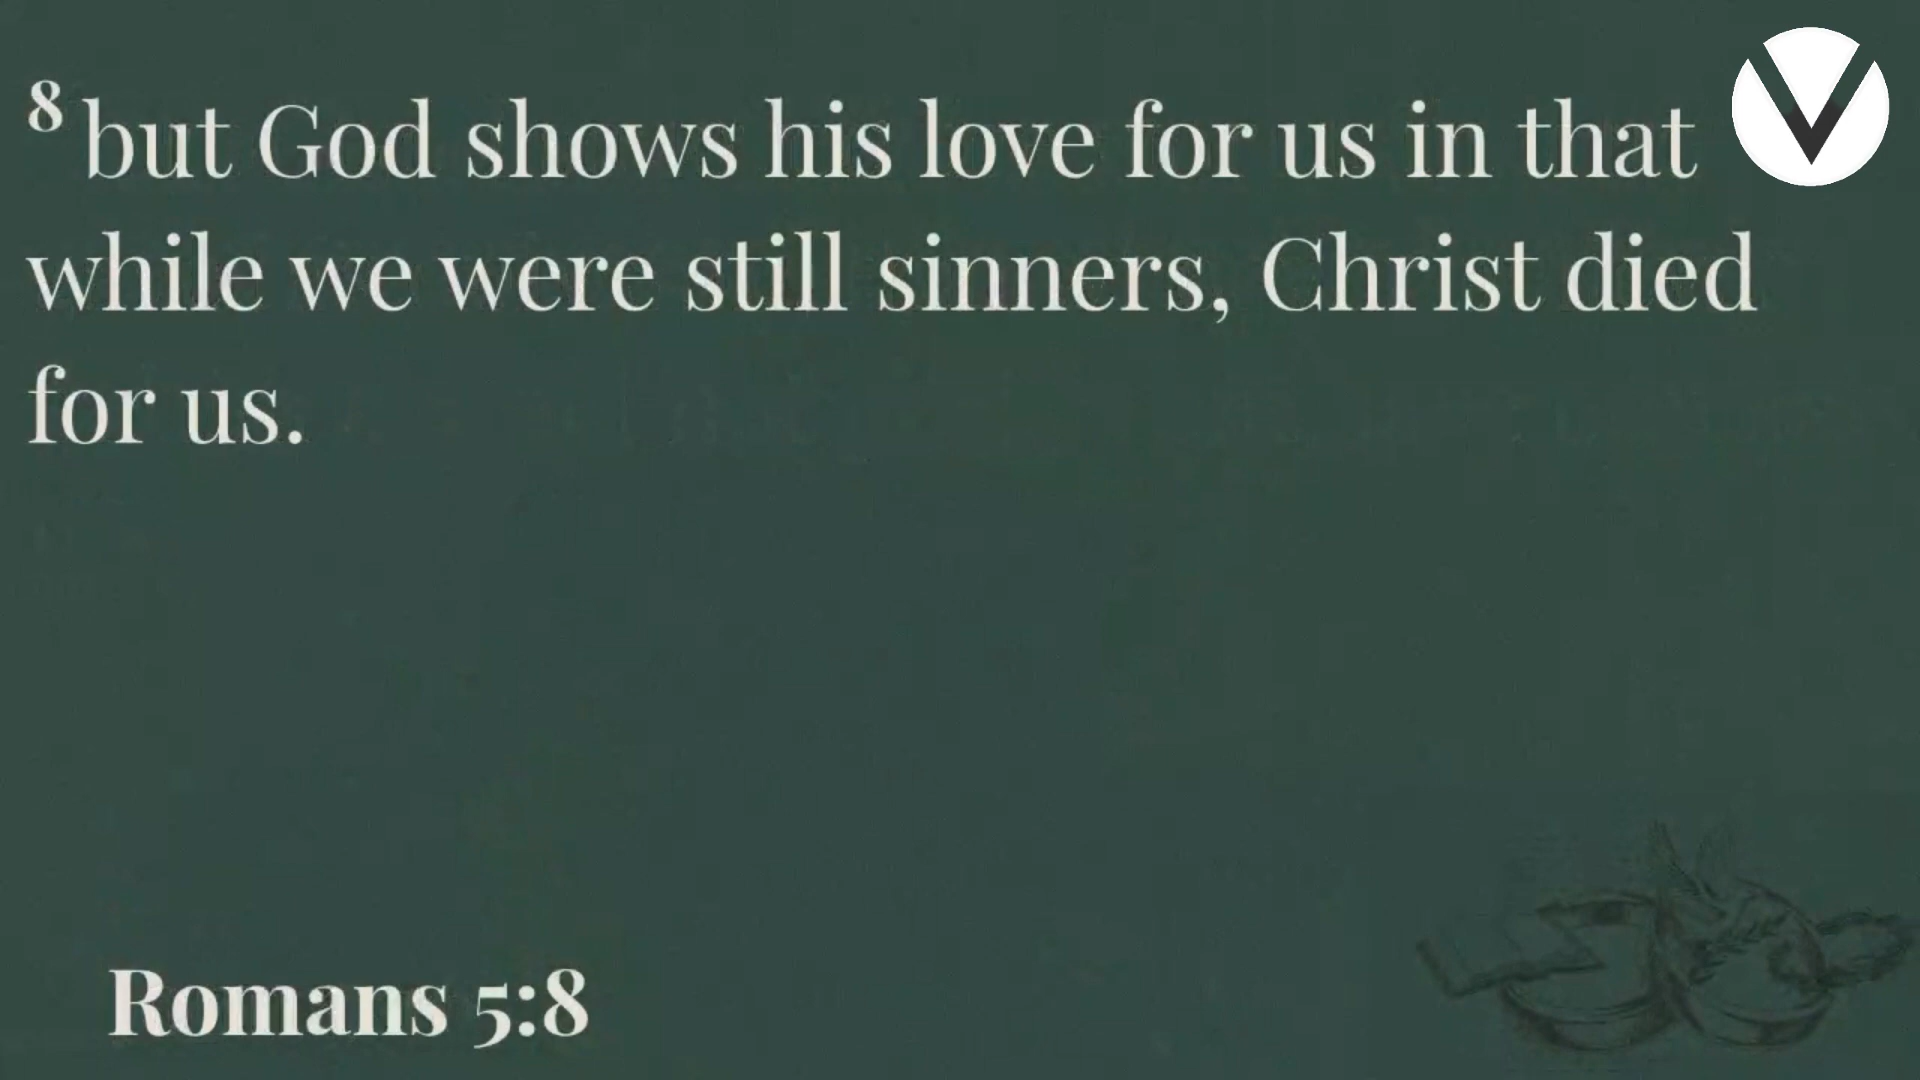 8 but God shows his love for us in that
while we were still sinners, Christ died
for us.
Romans 5:8